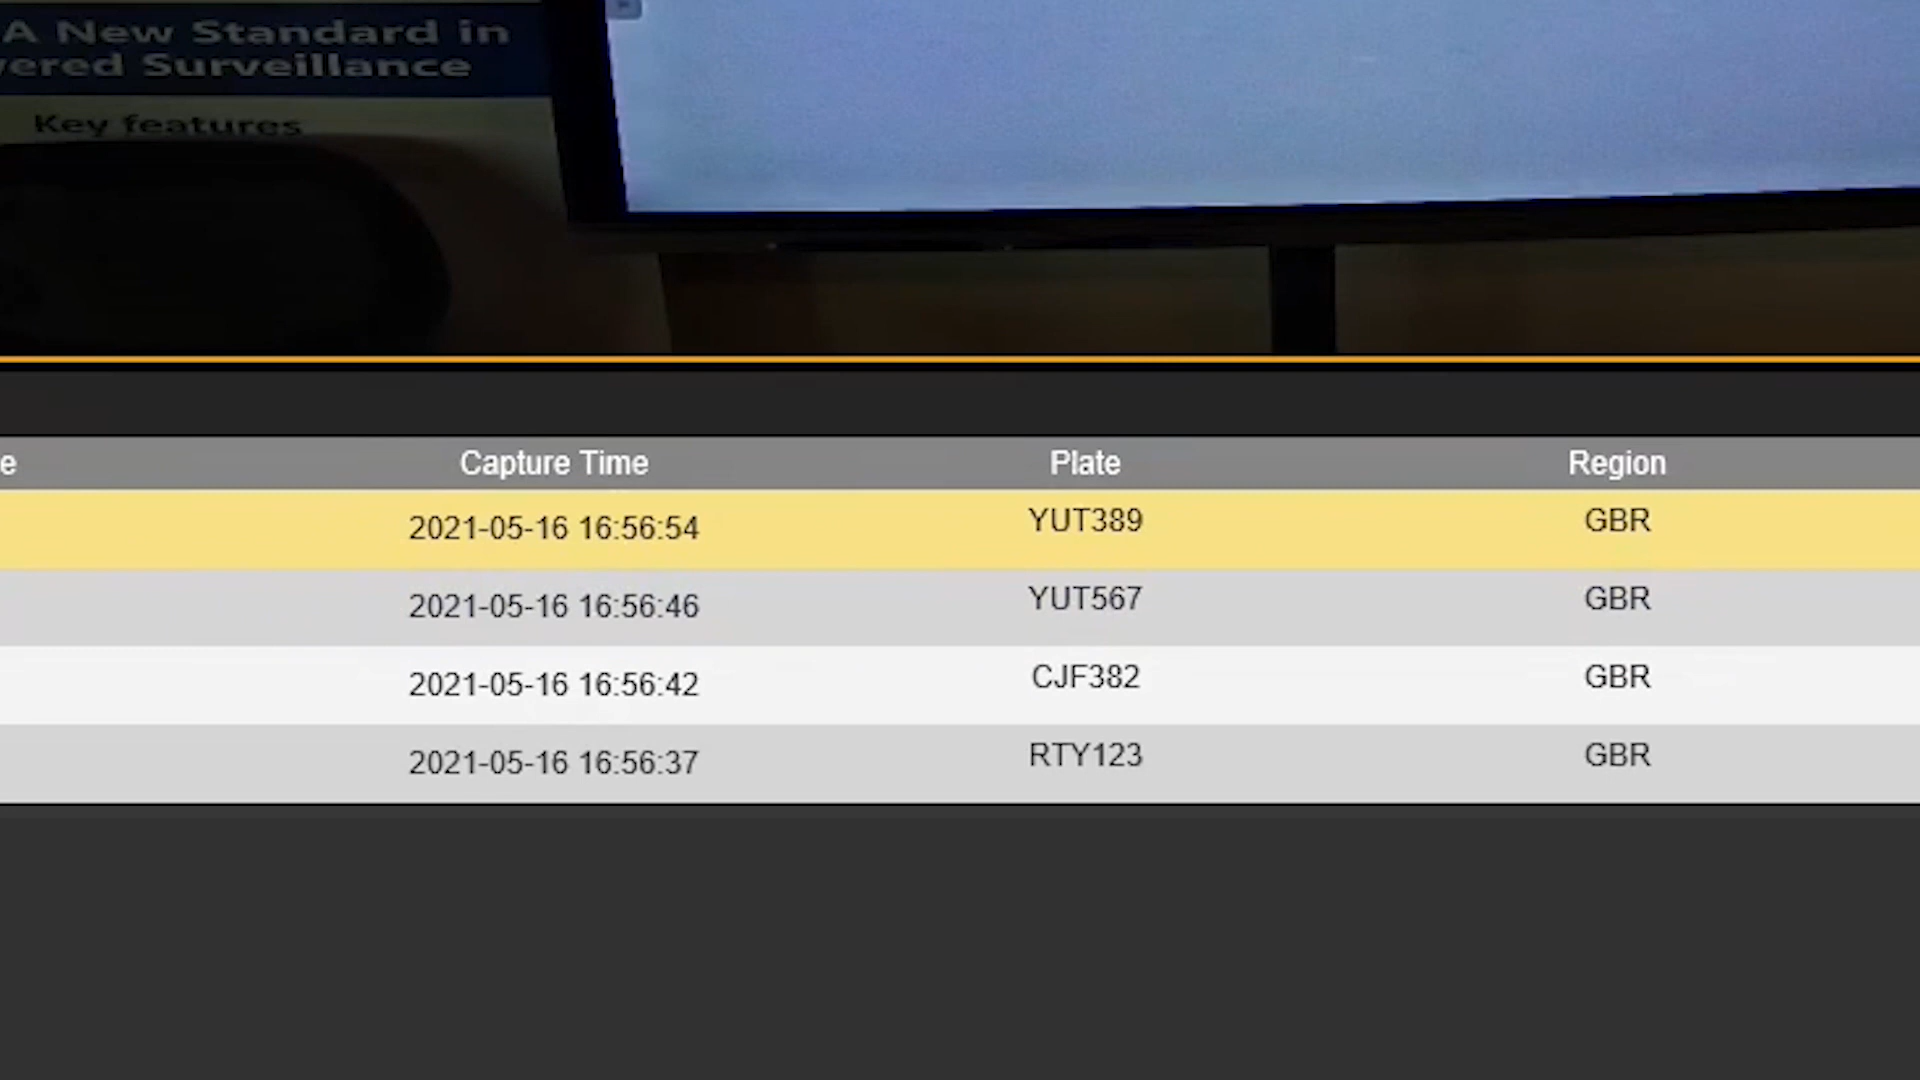 A New Standard in
vered Surveillance
Key features
e Capture Time Plate Region
2021-05-16 16:56:54 YUT389 GBR
2021-05-16 16:56:46 YUT567 GBR
2021-05-16 16:56:42 CJF382 GBR
2021-05-16 16:56:37 RTY123 GBR